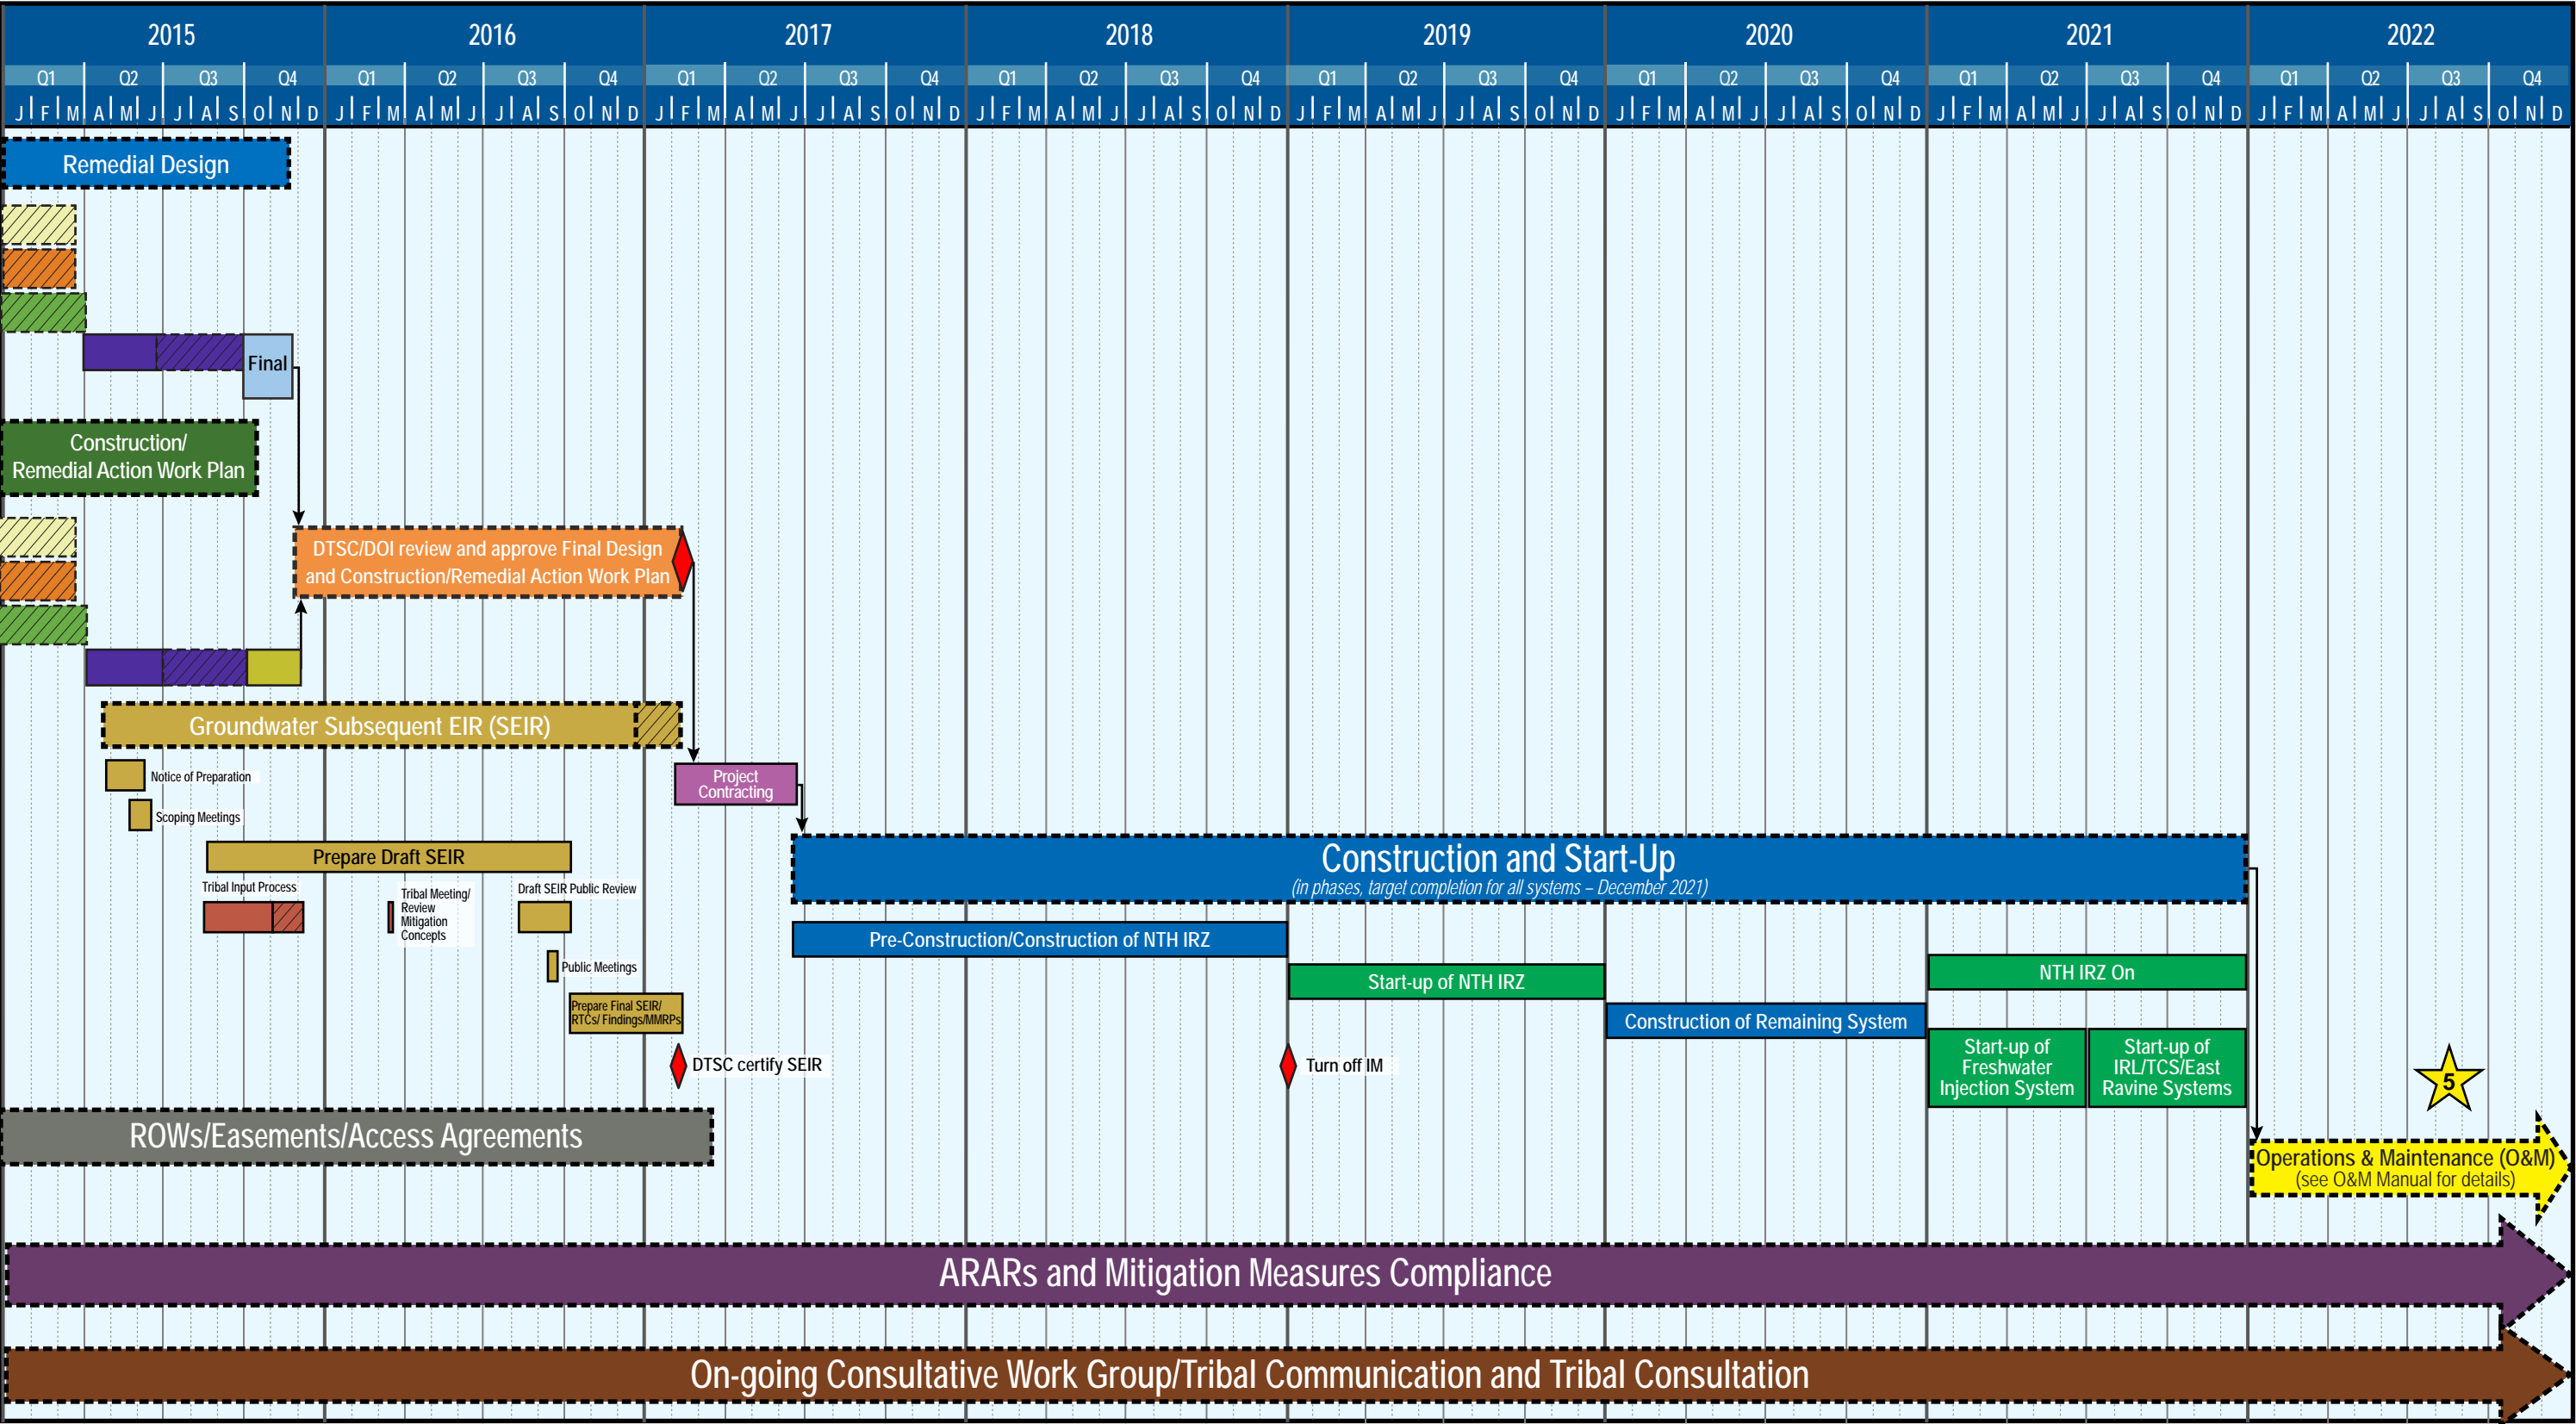 2015 2016 2017 2018 2019 2020 2021 2022
Q1 Q2 Q3 Q4 Q1 Q2 Q3 Q4 Q1 Q2 Q3 Q4 Q1 Q2 Q3 Q4 Q1 Q2 Q3 Q4 Q1 Q2 Q3 Q4 Q1 Q2 Q3 Q4 Q1 Q2 Q3 Q4
J F M A M J J A S O N D J F M A M J J A S O N D J F M A M J J A S O N D J F M A M J J A S O N D J F M A M J J A S O N D J F M A M J J A S O N D J F M A M J J A S O N D J F M A M J J A S O N D
Remedial Design
Final
Construction/
Remedial Action Work Plan
DTSC/DOI review and approve Final Design
and Construction/Remedial Action Work Plan
Groundwater Subsequent EIR (SEIR)
Notice of Preparation
Project
Contracting
Scoping Meetings
Prepare Draft SEIR
Construction and Start-Up
(in phases, target completion for all systems – December 2021)
Tribal Input Process
Tribal Meeting/
Review
Mitigation
Concepts
Draft SEIR Public Review
Pre-Construction/Construction of NTH IRZ
Public Meetings
Start-up of NTH IRZ
NTH IRZ On
Prepare Final SEIR/
RTCs/ Findings/MMRPs
Construction of Remaining System
Start-up of
Freshwater
Injection System
Start-up of
IRL/TCS/East
Ravine Systems
DTSC certify SEIR
Turn off IM
5
ROWs/Easements/Access Agreements
Operations & Maintenance (O&M)
(see O&M Manual for details)
ARARs and Mitigation Measures Compliance
On-going Consultative Work Group/Tribal Communication and Tribal Consultation